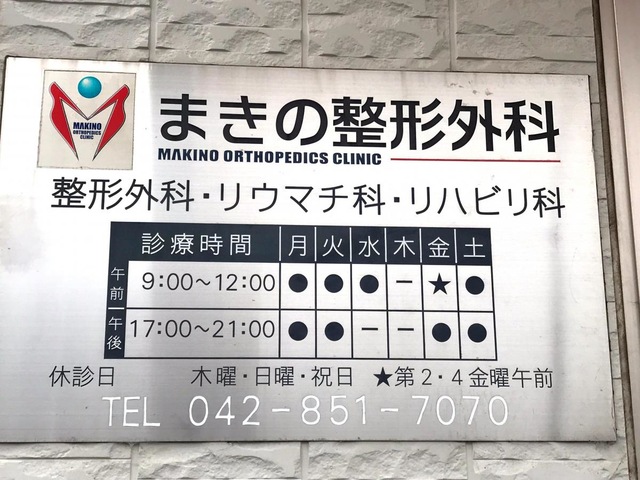 MAKINO
ORTHOPEDICS
CLINIC
まきの整形外科
MAKINO ORTHOPEDICS CLINIC
整形外科・リウマチ科・リハビリ科
診療時間 月 火 水 木 金 土
午前 9:00〜12:00 ● ● ● − ★ ●
午後 17:00〜21:00 ● ● − − ● ●
休診日 木曜・日曜・祝日 ★第2・4金曜午前
TEL 042−851−7070